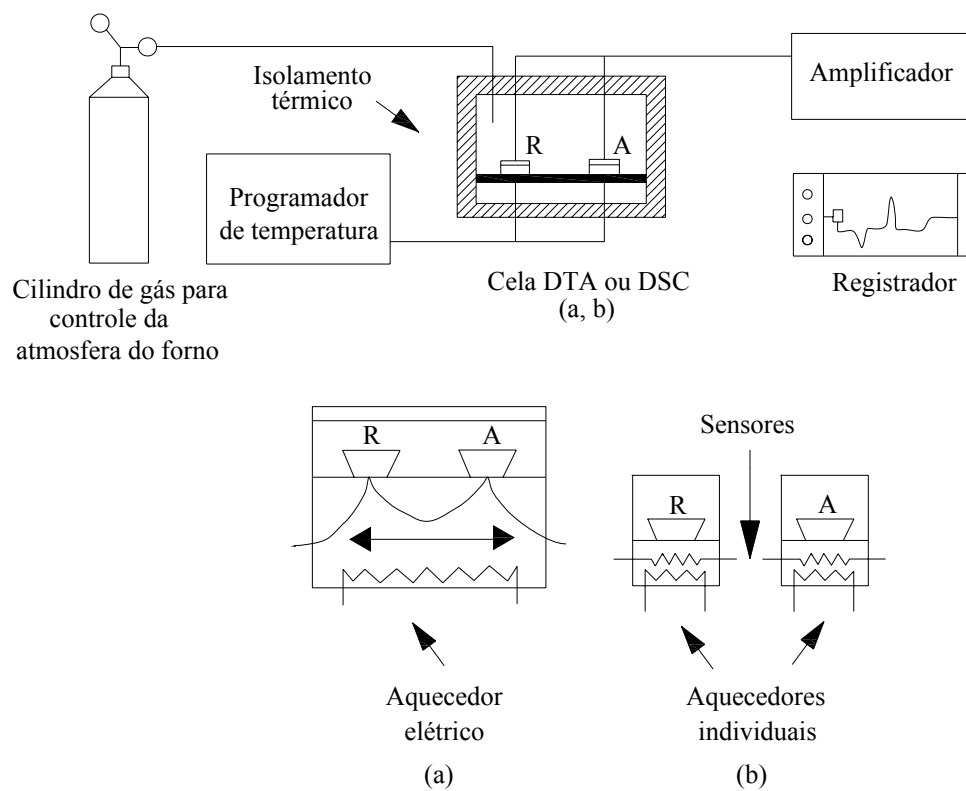 Isolamento
térmico
Amplificador
R
A
Programador
de temperatura
Cilindro de gás para
controle da
atmosfera do forno
Cela DTA ou DSC
(a, b)
Registrador
R
A
Sensores
R
A
Aquecedor
elétrico
(a)
Aquecedores
individuais
(b)